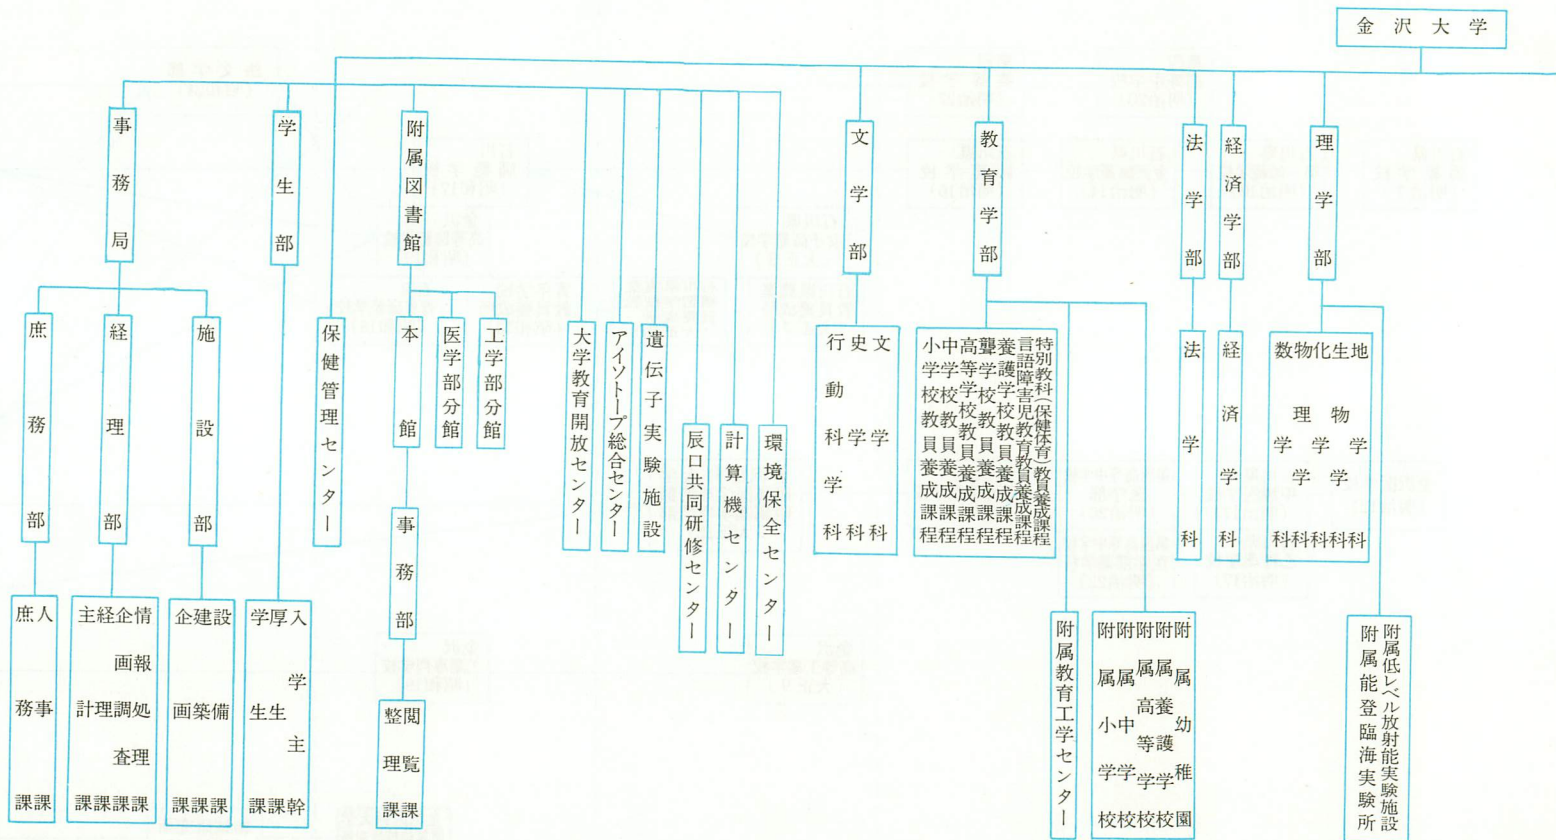 金沢大学
事務局
学生部
附属図書館
文学部
教育学部
法学部
経済学部
理学部
庶務部
経理部
施設部
保健管理センター
本館
医学部分館
工学部分館
大学教育開放センター
アイソトープ総合センター
遺伝子実験施設
辰口共同研修センター
計算機センター
環境保全センター
行動科学科
史学科
文学科
小学校教員養成課程
中学校教員養成課程
高等学校教員養成課程
聾学校教員養成課程
養護学校教員養成課程
言語障害児教育教員養成課程
特別教科(保健体育)教員養成課程
法学科
経済学科
数学科
物理学科
化学科
生物学科
地学科
事務部
庶務課
人事課
主計課
経理課
企画調査課
情報処理課
企画課
建築課
設備課
学生課
厚生課
入学主幹
整理課
閲覧課
附属教育工学センター
附属小学校
附属中学校
附属高等学校
附属養護学校
附属幼稚園
附属能登臨海実験所
附属低レベル放射能実験施設